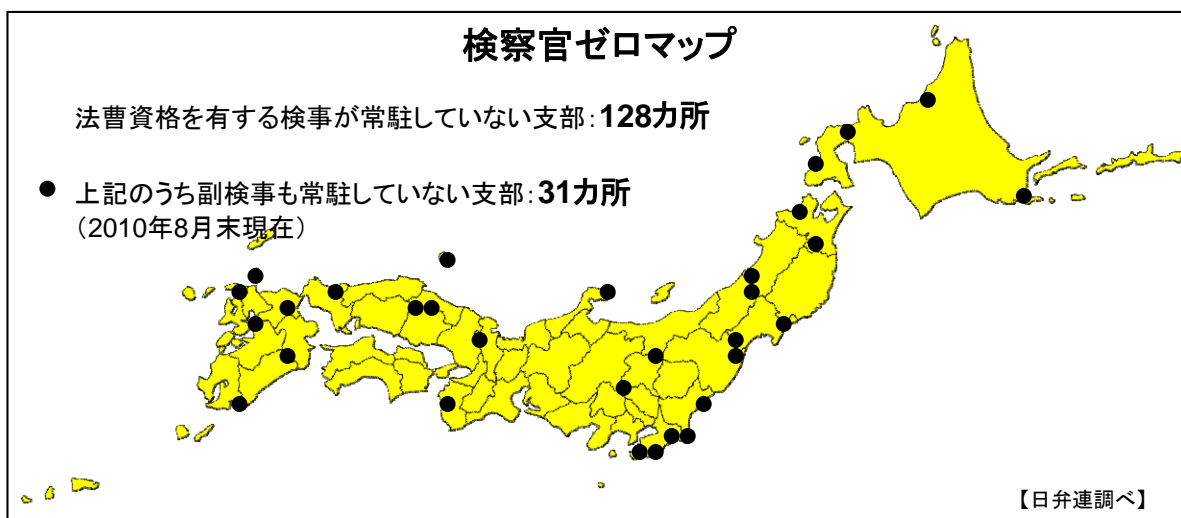 検察官ゼロマップ
法曹資格を有する検事が常駐していない支部:128カ所
● 上記のうち副検事も常駐していない支部:31カ所
(2010年8月末現在)
【日弁連調べ】